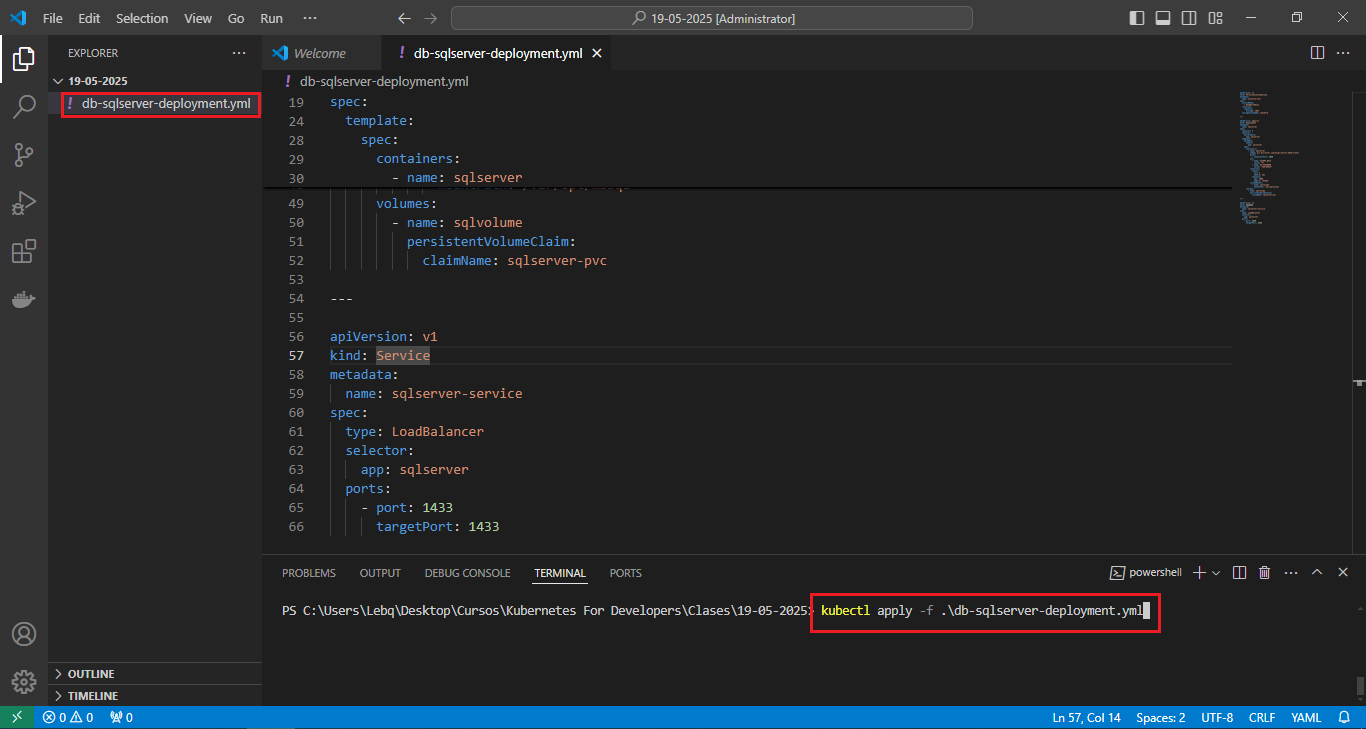 File Edit Selection View Go Run ···
19-05-2025 [Administrator]
EXPLORER ···
19-05-2025
! db-sqlserver-deployment.yml
OUTLINE
TIMELINE
Welcome
! db-sqlserver-deployment.yml
! db-sqlserver-deployment.yml
19 spec:
24 template:
28 spec:
29 containers:
30 - name: sqlserver
49 volumes:
50 - name: sqlvolume
51 persistentVolumeClaim:
52 claimName: sqlserver-pvc
53
54 ---
55
56 apiVersion: v1
57 kind: Service
58 metadata:
59 name: sqlserver-service
60 spec:
61 type: LoadBalancer
62 selector:
63 app: sqlserver
64 ports:
65 - port: 1433
66 targetPort: 1433
PROBLEMS OUTPUT DEBUG CONSOLE TERMINAL PORTS
powershell
PS C:\Users\Lebq\Desktop\Cursos\Kubernetes For Developers\Clases\19-05-2025> kubectl apply -f .\db-sqlserver-deployment.yml
0 0 0
Ln 57, Col 14 Spaces: 2 UTF-8 CRLF YAML